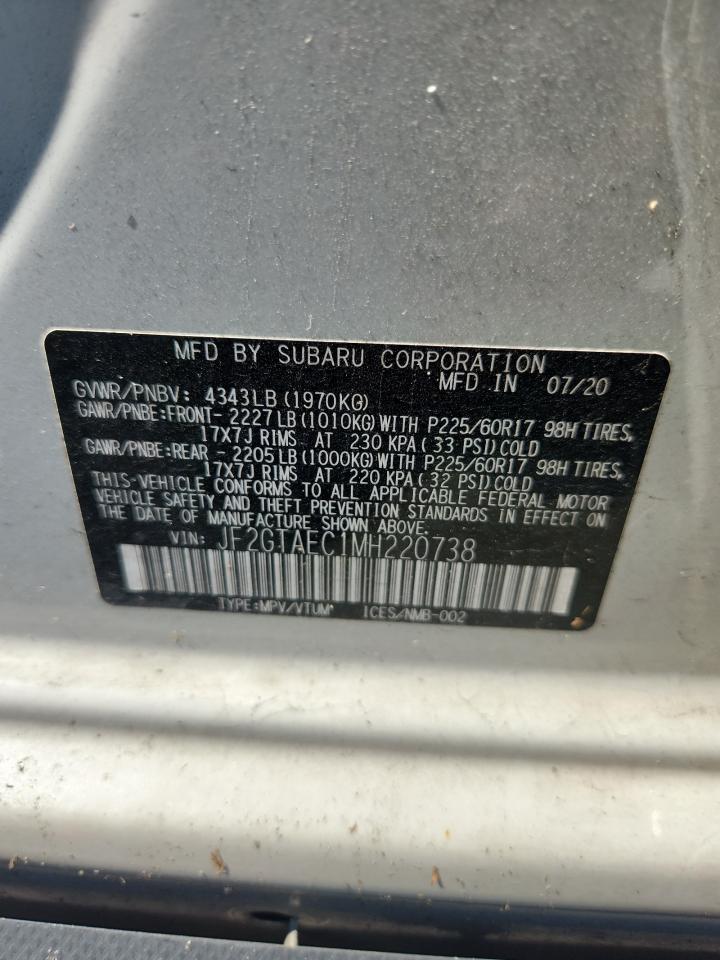 MFD BY SUBARU CORPORATION
MFD IN 07/20
GVWR/PNBV: 4343LB (1970KG)
GAWR/PNBE:FRONT- 2227LB (1010KG)WITH P225/60R17 98H TIRES,
17X7J RIMS AT 230 KPA( 33 PSI)COLD
GAWR/PNBE:REAR - 2205LB (1000KG)WITH P225/60R17 98H TIRES,
17X7J RIMS AT 220 KPA( 32 PSI)COLD
THIS-VEHICLE CONFORMS TO ALL APPLICABLE FEDERAL MOTOR
VEHICLE SAFETY AND THEFT PREVENTION STANDARDS IN EFFECT ON
THE DATE OF MANUFACTURE SHOWN ABOVE.
VIN: JF2GTAEC1MH220738
TYPE:MPV/VTUM ICES/NMB-002